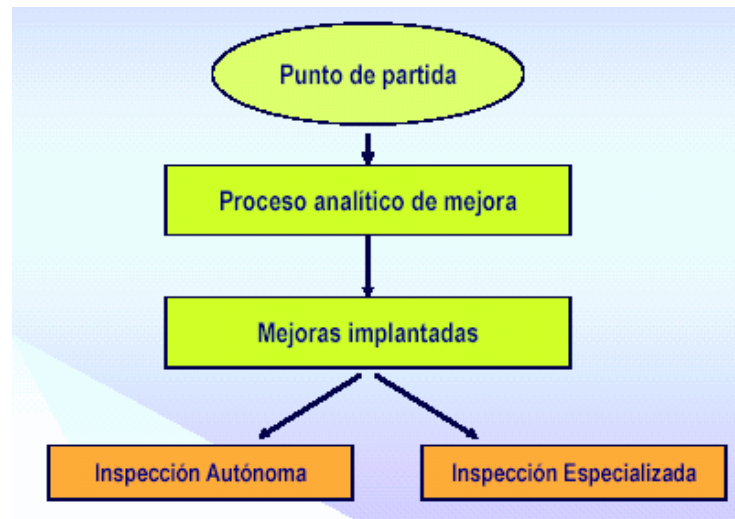 Punto de partida
Proceso analítico de mejora
Mejoras implantadas
Inspección Autónoma
Inspección Especializada